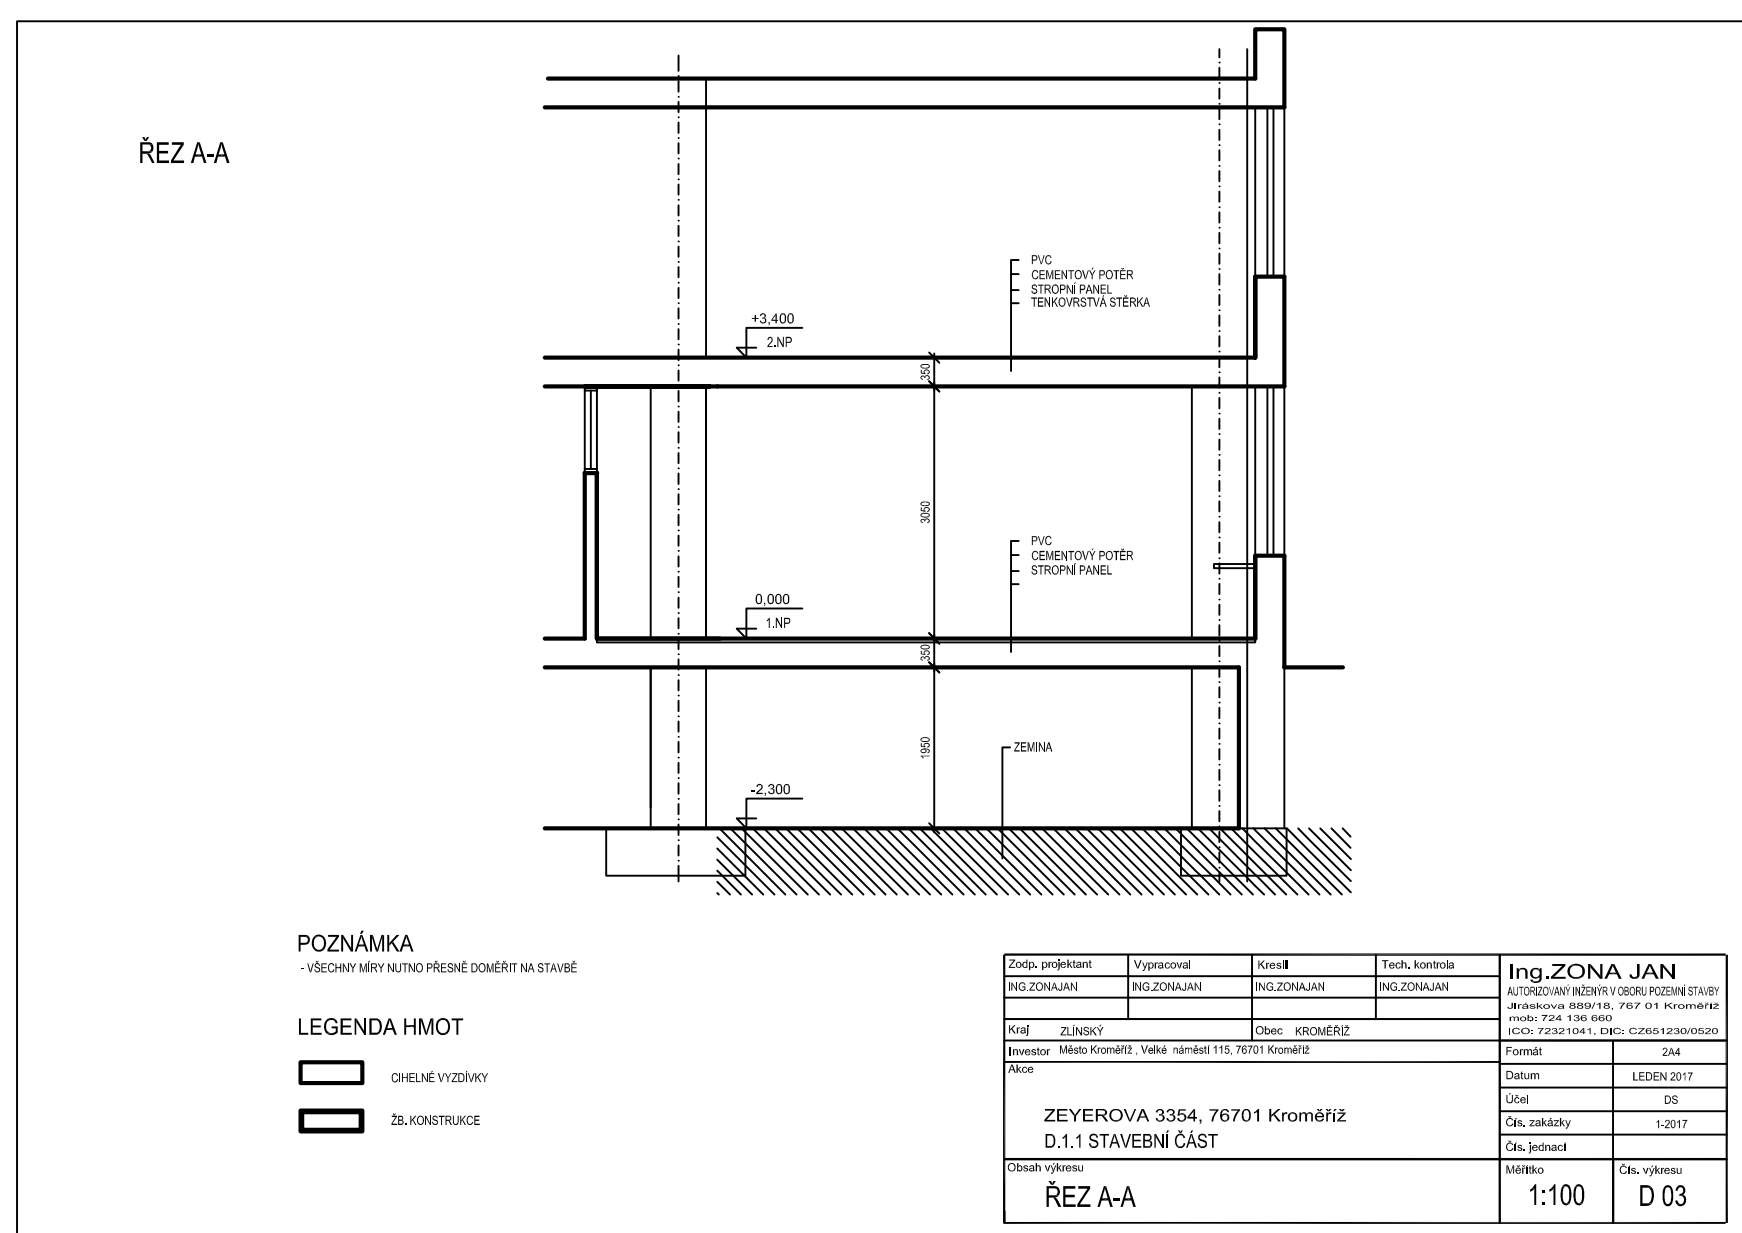 ŘEZ A-A
PVC
CEMENTOVÝ POTĚR
STROPNÍ PANEL
TENKOVRSTVÁ STĚRKA
+3,400
2.NP
350
3050
PVC
CEMENTOVÝ POTĚR
STROPNÍ PANEL
0,000
1.NP
350
1950
ZEMINA
-2,300
POZNÁMKA
- VŠECHNY MÍRY NUTNO PŘESNĚ DOMĚŘIT NA STAVBĚ
LEGENDA HMOT
CIHELNÉ VYZDÍVKY
ŽB. KONSTRUKCE
Zodp. projektant Vypracoval Kreslil Tech. kontrola
ING.ZONAJAN ING.ZONAJAN ING.ZONAJAN ING.ZONAJAN
Kraj ZLÍNSKÝ Obec KROMĚŘÍŽ
Investor Město Kroměříž , Velké náměstí 115, 76701 Kroměříž
Akce
ZEYEROVA 3354, 76701 Kroměříž
D.1.1 STAVEBNÍ ČÁST
Obsah výkresu
ŘEZ A-A
Ing.ZONA JAN
AUTORIZOVANÝ INŽENÝR V OBORU POZEMNÍ STAVBY
Jiráskova 889/18, 767 01 Kroměříž
mob: 724 136 660
ICO: 72321041, DIC: CZ651230/0520
Formát 2A4
Datum LEDEN 2017
Účel DS
Čís. zakázky 1-2017
Čís. jednací
Měřítko Čís. výkresu
1:100 D 03